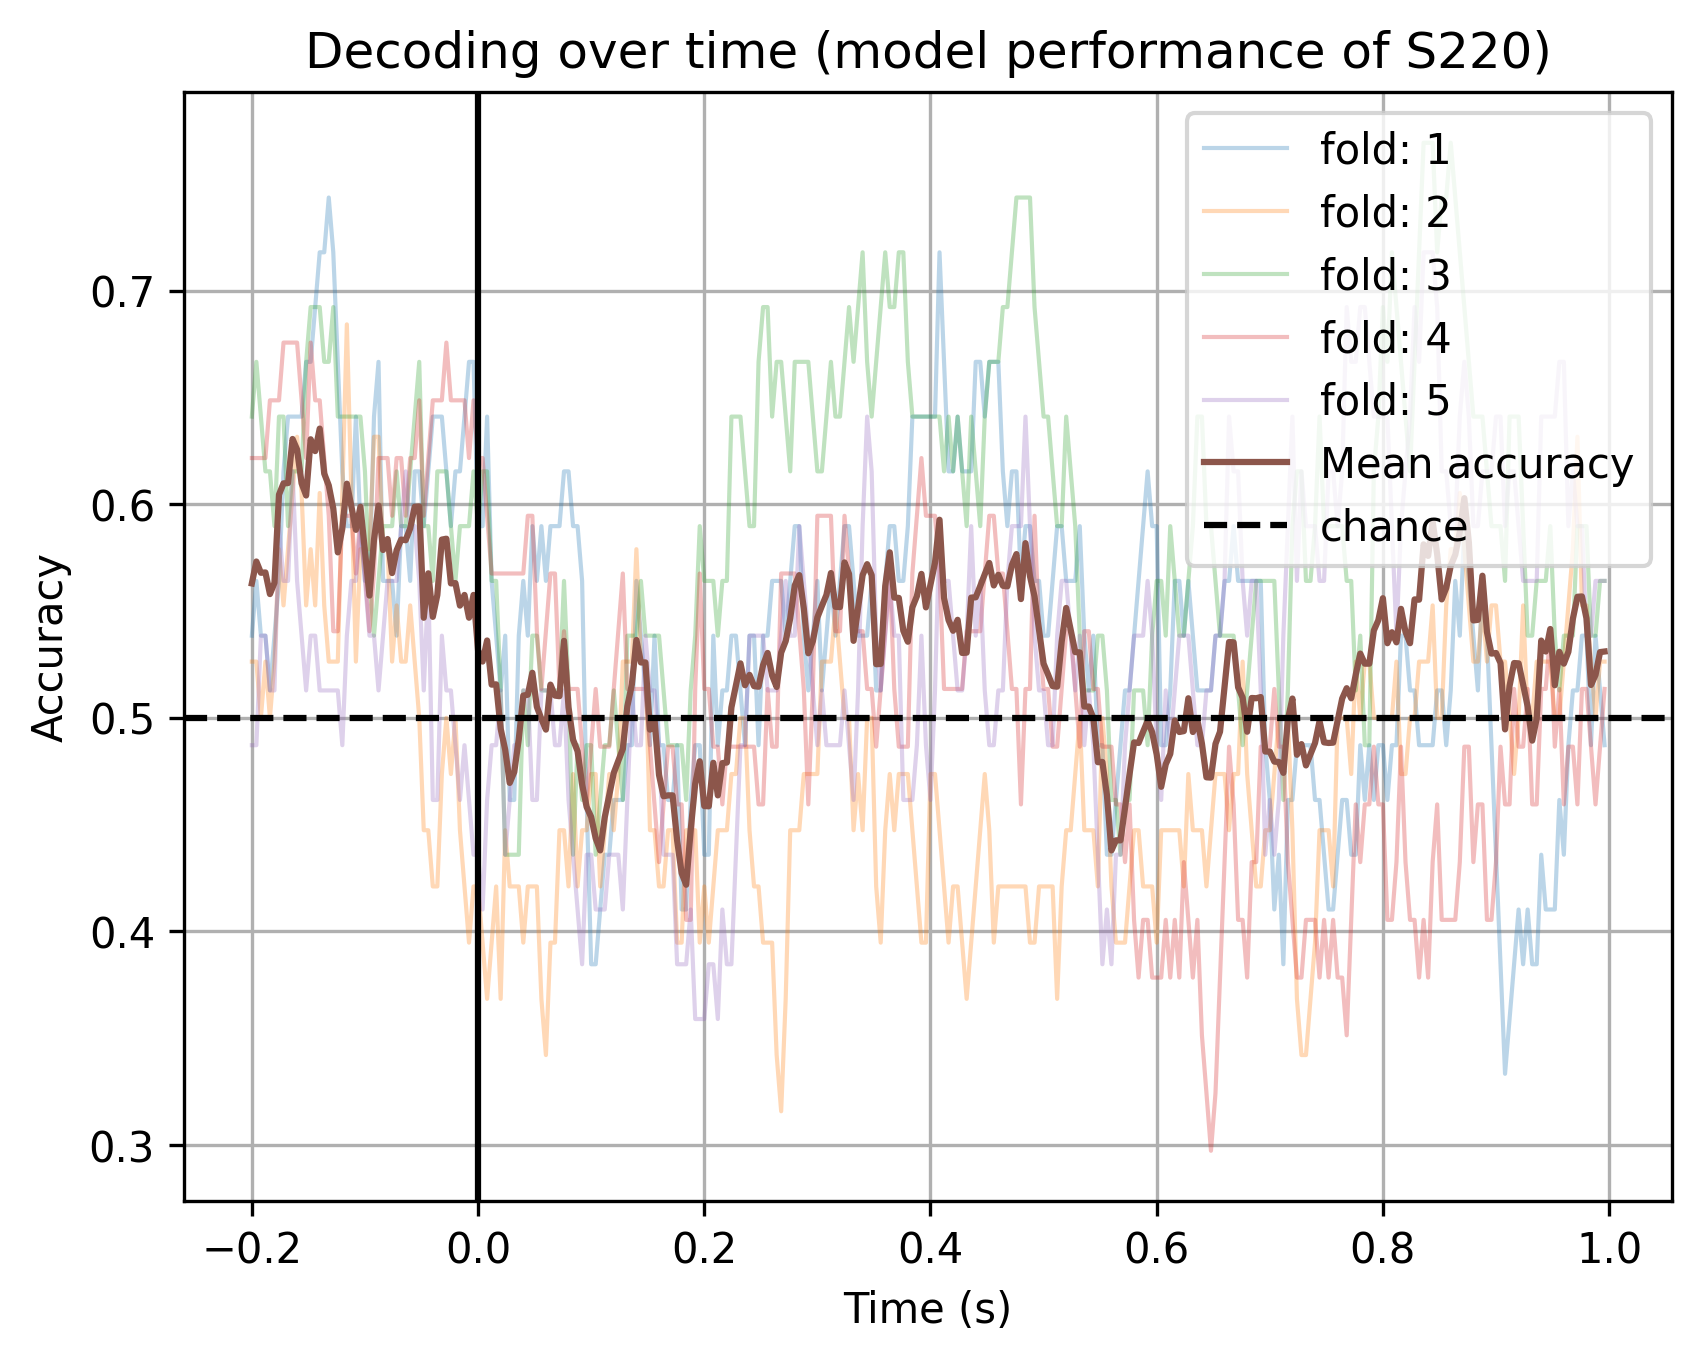 Decoding over time (model performance of S220)
fold: 1
fold: 2
fold: 3
fold: 4
fold: 5
Mean accuracy
chance
Accuracy
0.7
0.6
0.5
0.4
0.3
−0.2 0.0 0.2 0.4 0.6 0.8 1.0
Time (s)